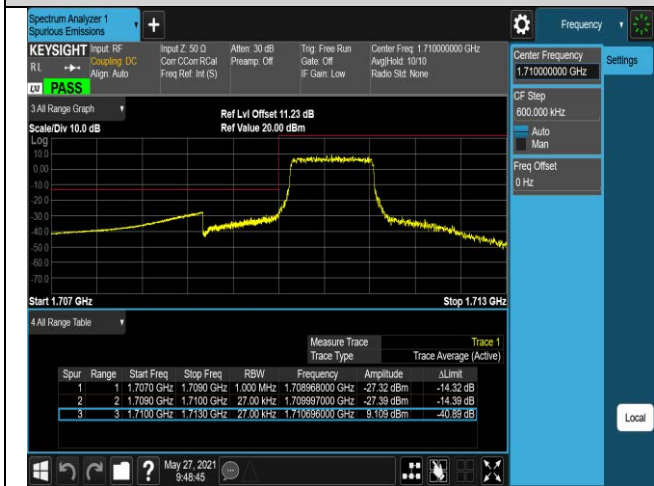 Spectrum Analyzer 1
Spurious Emissions
Frequency
KEYSIGHT
Input: RF
Coupling: DC
Align: Auto
Input Z: 50 Ω
Corr CCorr RCal
Freq Ref: Int (S)
Atten: 30 dB
Preamp: Off
Trig: Free Run
Gate: Off
IF Gain: Low
Center Freq: 1.710000000 GHz
Avg|Hold: 10/10
Radio Std: None
RL
LXI
PASS
Center Frequency
1.710000000 GHz
Settings
CF Step
600.000 kHz
Auto
Man
Freq Offset
0 Hz
3 All Range Graph
Scale/Div 10.0 dB
Ref Lvl Offset 11.23 dB
Ref Value 20.00 dBm
Log
10.0
0.00
-10.0
-20.0
-30.0
-40.0
-50.0
-60.0
-70.0
Start 1.707 GHz
Stop 1.713 GHz
4 All Range Table
Measure Trace Trace 1
Trace Type Trace Average (Active)
Spur Range Start Freq Stop Freq RBW Frequency Amplitude ΔLimit
1 1 1.7070 GHz 1.7090 GHz 1.000 MHz 1.708968000 GHz -27.32 dBm -14.32 dB
2 2 1.7090 GHz 1.7100 GHz 27.00 kHz 1.709997000 GHz -27.39 dBm -14.39 dB
3 3 1.7100 GHz 1.7130 GHz 27.00 kHz 1.710696000 GHz 9.109 dBm -40.89 dB
Local
May 27, 2021
9:48:45